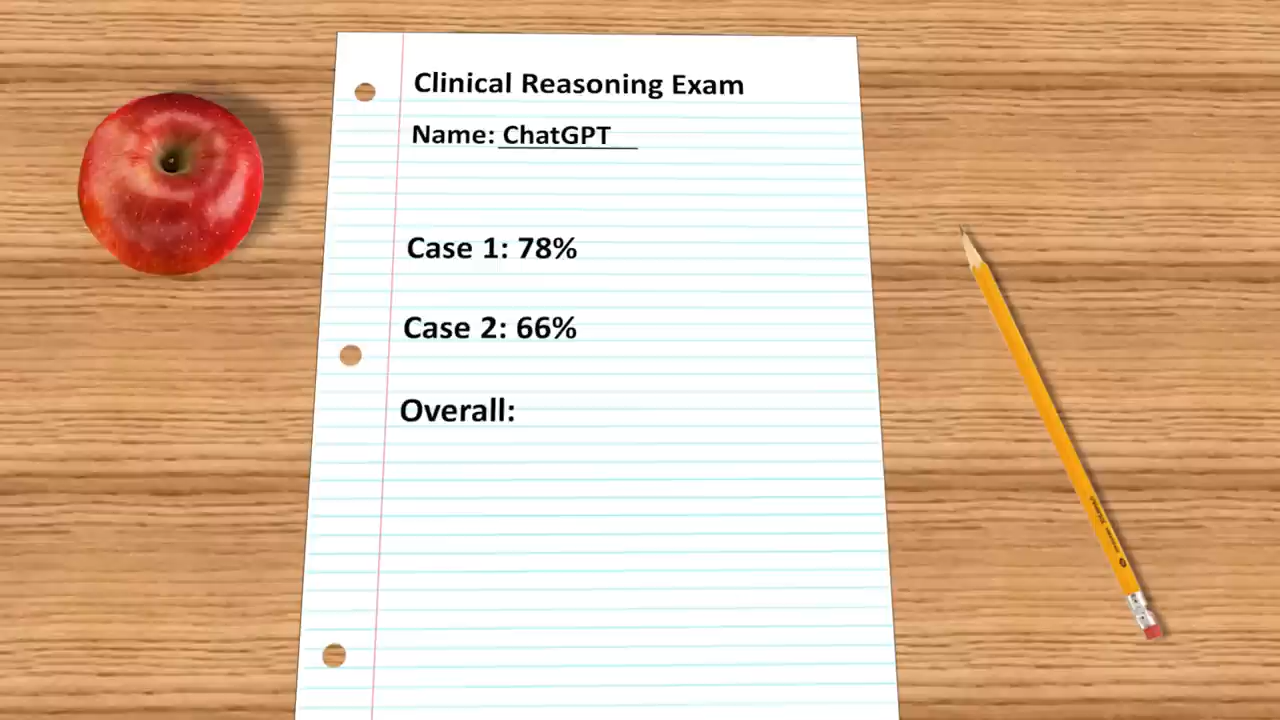 Clinical Reasoning Exam
Name: ChatGPT
Case 1: 78%
Case 2: 66%
Overall: